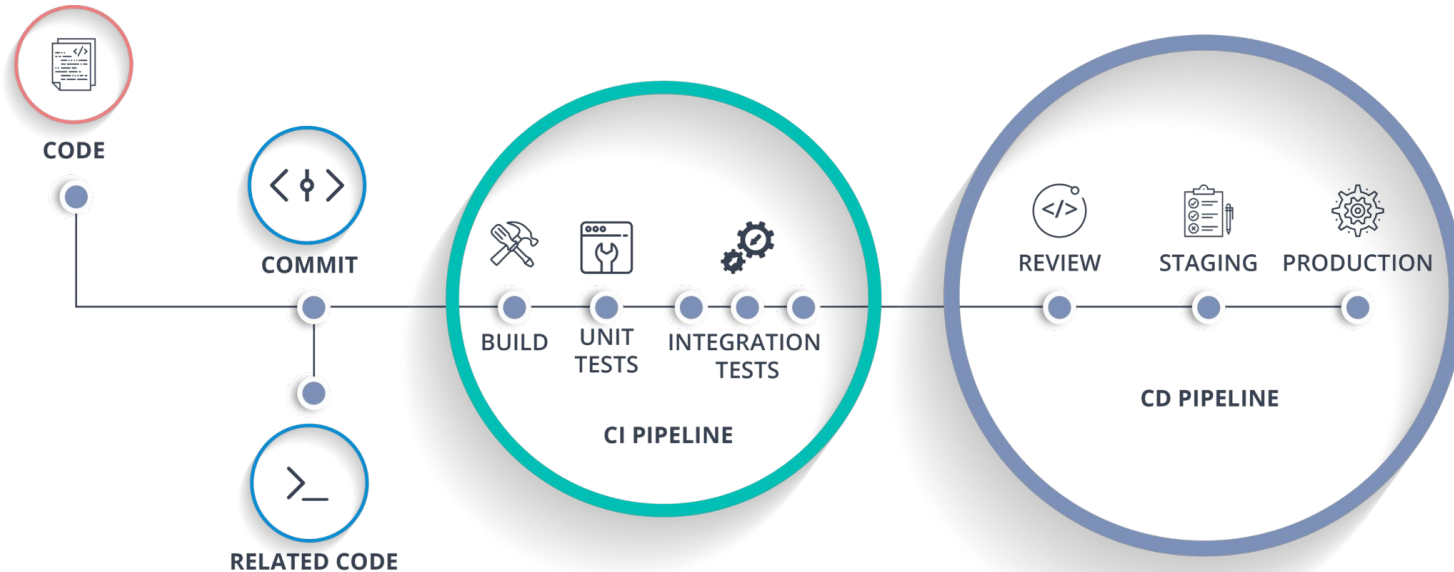 CODE
COMMIT
RELATED CODE
BUILD
UNIT
TESTS
INTEGRATION
TESTS
CI PIPELINE
REVIEW
STAGING
PRODUCTION
CD PIPELINE